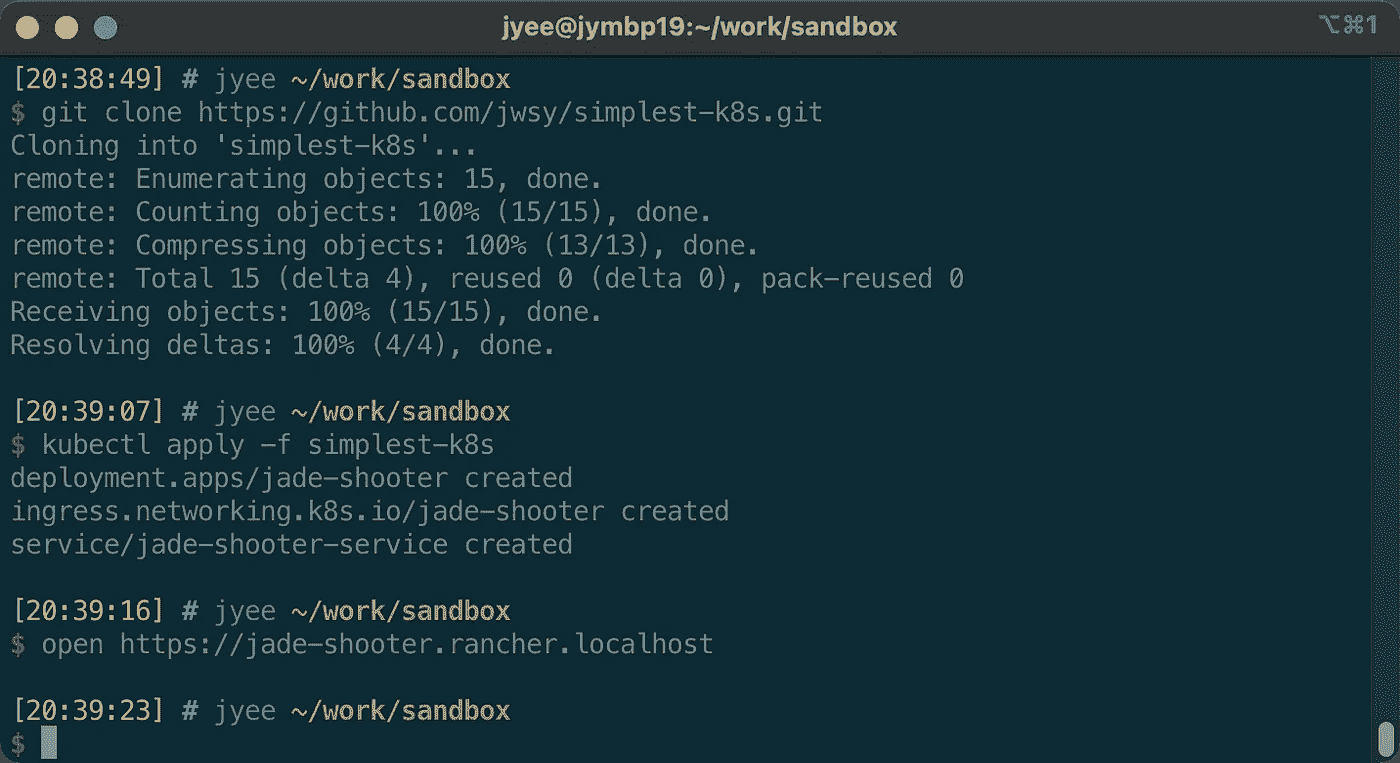 jyee@jymbp19:~/work/sandbox
⌥⌘1
[20:38:49] # jyee ~/work/sandbox
$ git clone https://github.com/jwsy/simplest-k8s.git
Cloning into 'simplest-k8s'...
remote: Enumerating objects: 15, done.
remote: Counting objects: 100% (15/15), done.
remote: Compressing objects: 100% (13/13), done.
remote: Total 15 (delta 4), reused 0 (delta 0), pack-reused 0
Receiving objects: 100% (15/15), done.
Resolving deltas: 100% (4/4), done.
[20:39:07] # jyee ~/work/sandbox
$ kubectl apply -f simplest-k8s
deployment.apps/jade-shooter created
ingress.networking.k8s.io/jade-shooter created
service/jade-shooter-service created
[20:39:16] # jyee ~/work/sandbox
$ open https://jade-shooter.rancher.localhost
[20:39:23] # jyee ~/work/sandbox
$